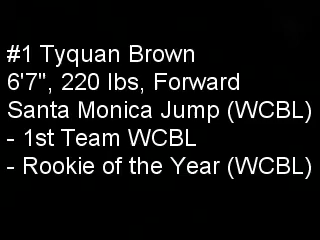 #1 Tyquan Brown
6'7", 220 lbs, Forward
Santa Monica Jump (WCBL)
- 1st Team WCBL
- Rookie of the Year (WCBL)